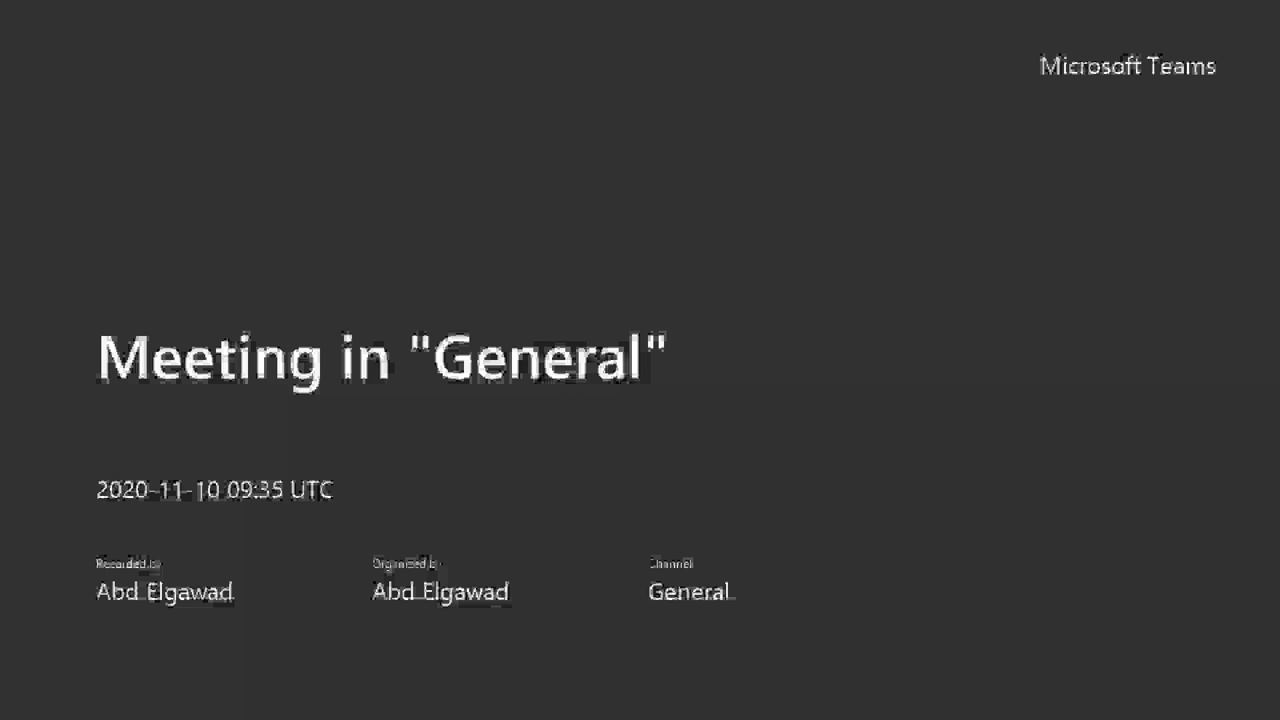 Microsoft Teams
Meeting in "General"
2020-11-10 09:35 UTC
Recorded by Organized by Channel
Abd Elgawad Abd Elgawad General